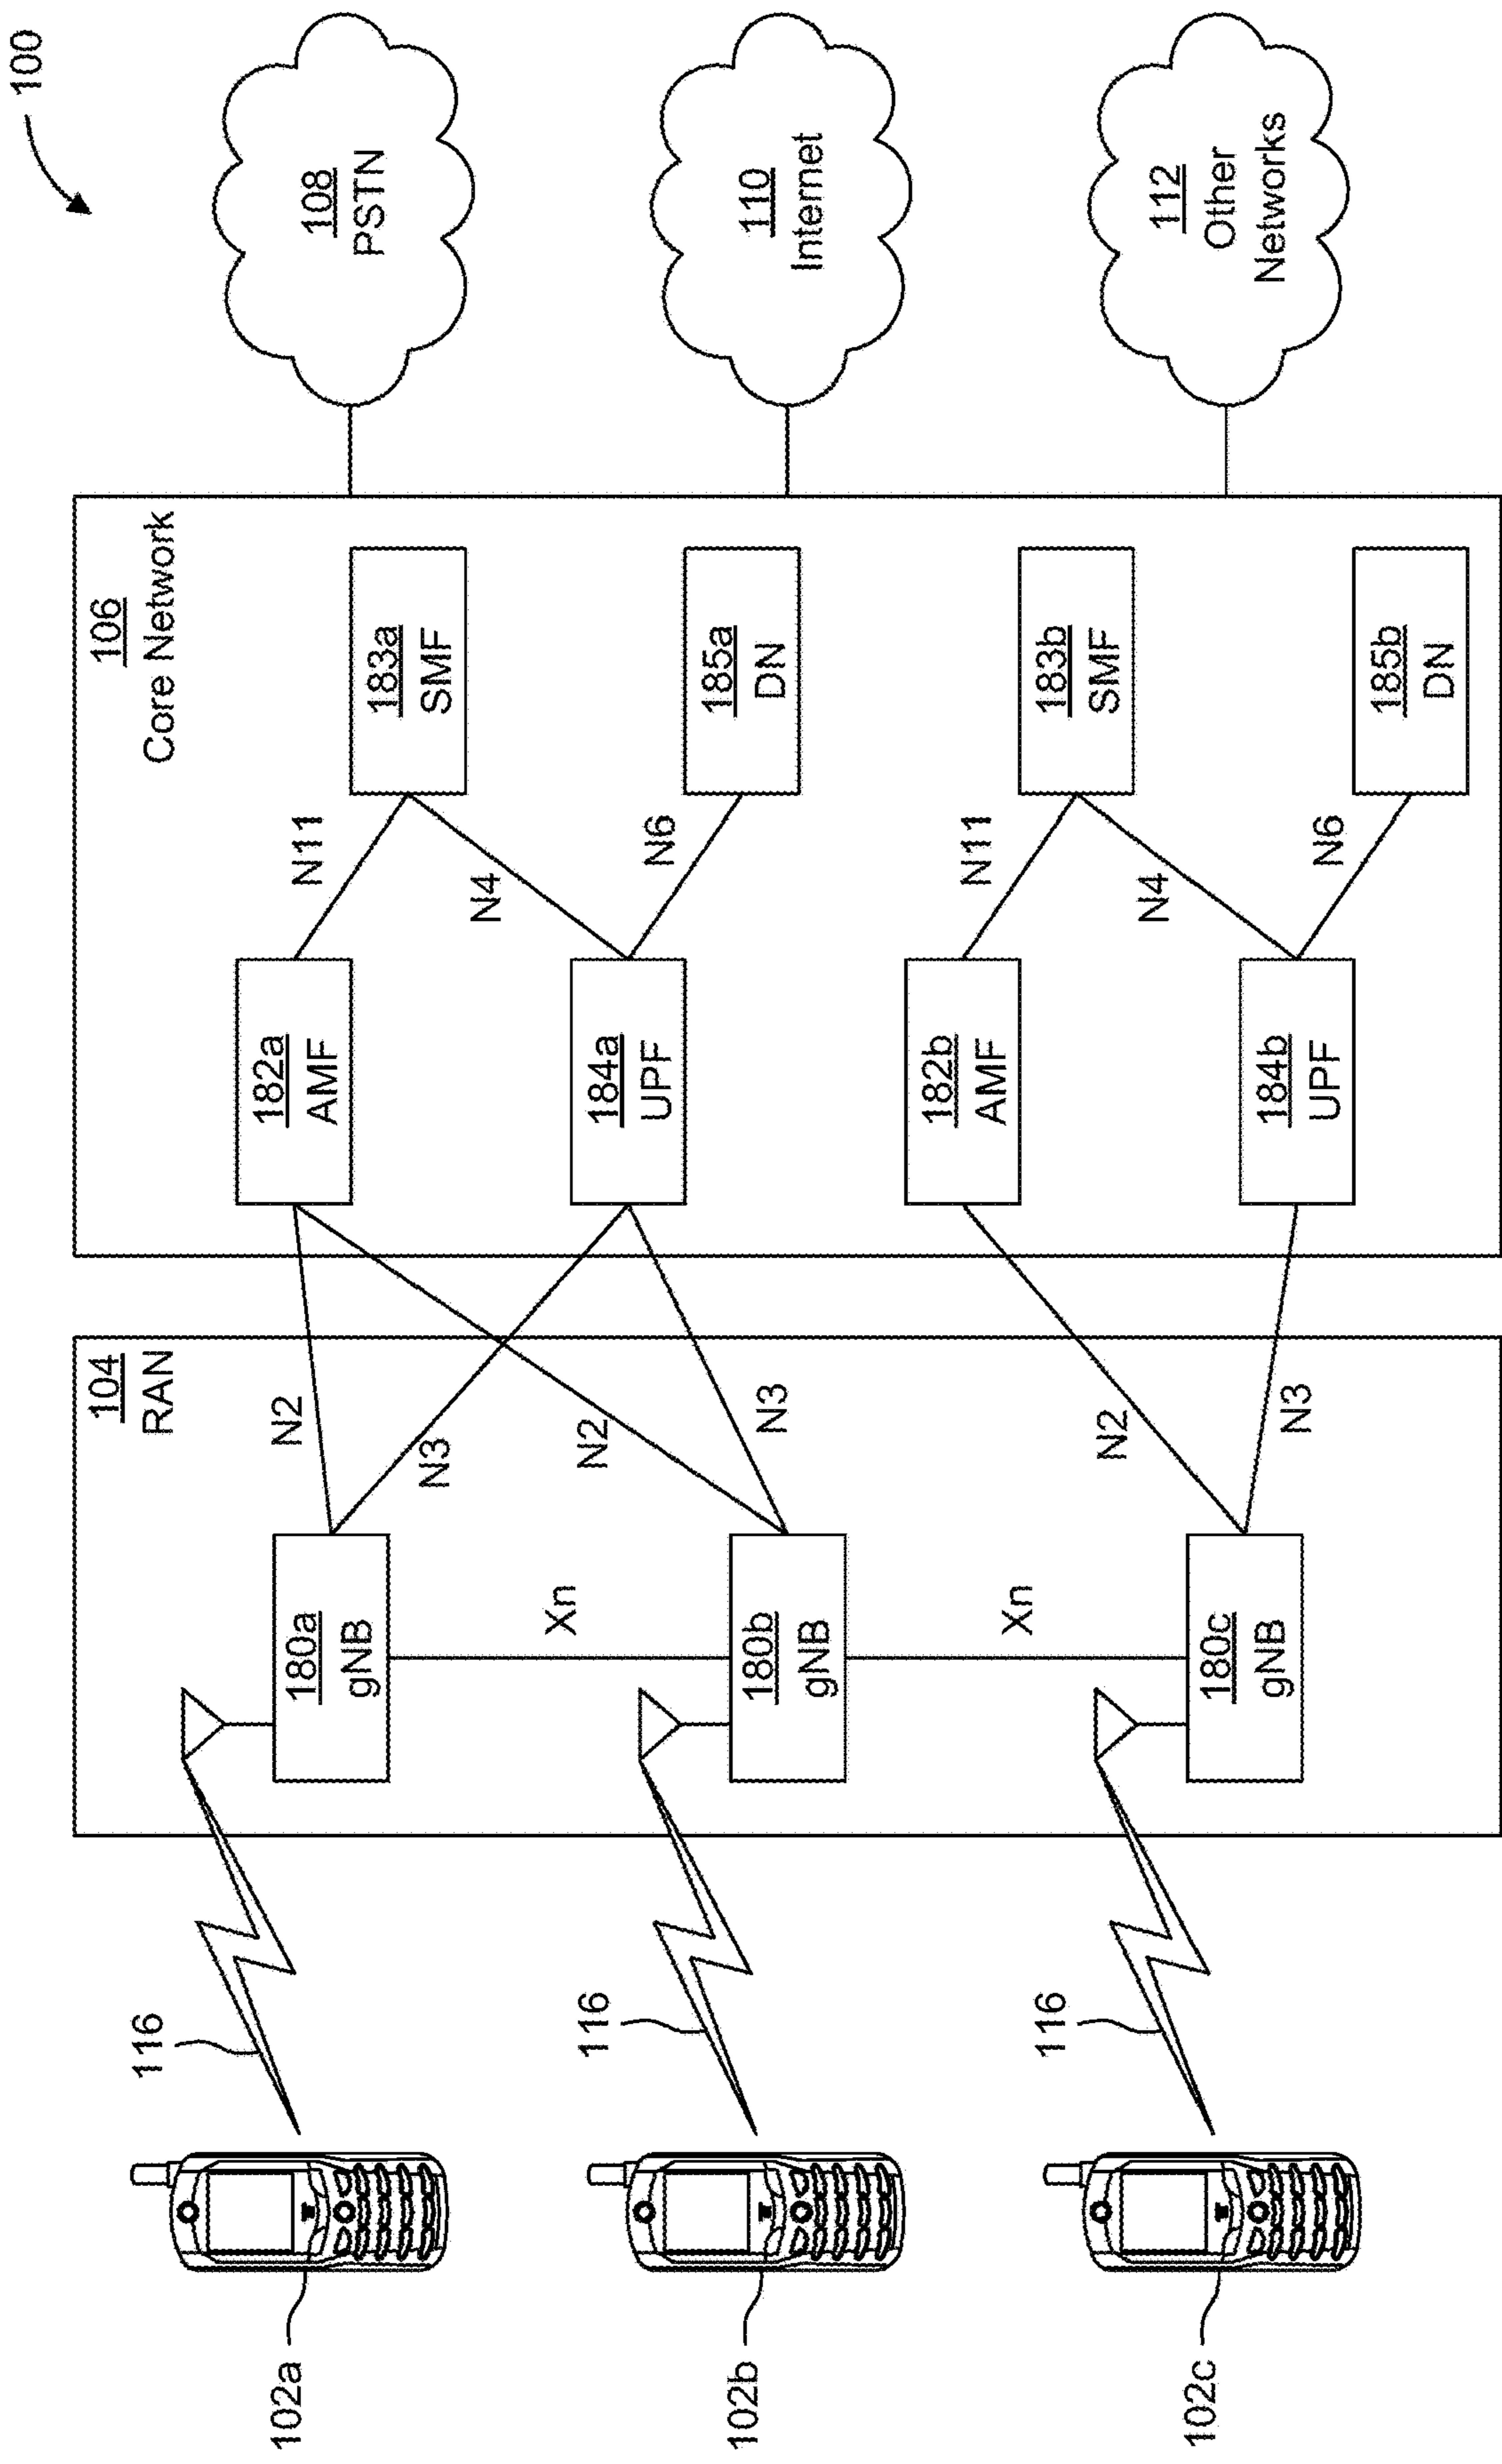 100
102a
102b
102c
116
116
116
104
RAN
180a
gNB
180b
gNB
180c
gNB
Xn
Xn
N2
N3
N2
N3
N2
N3
106
Core Network
182a
AMF
184a
UPF
182b
AMF
184b
UPF
N11
N4
N6
N11
N4
N6
183a
SMF
185a
DN
183b
SMF
185b
DN
108
PSTN
110
Internet
112
Other
Networks